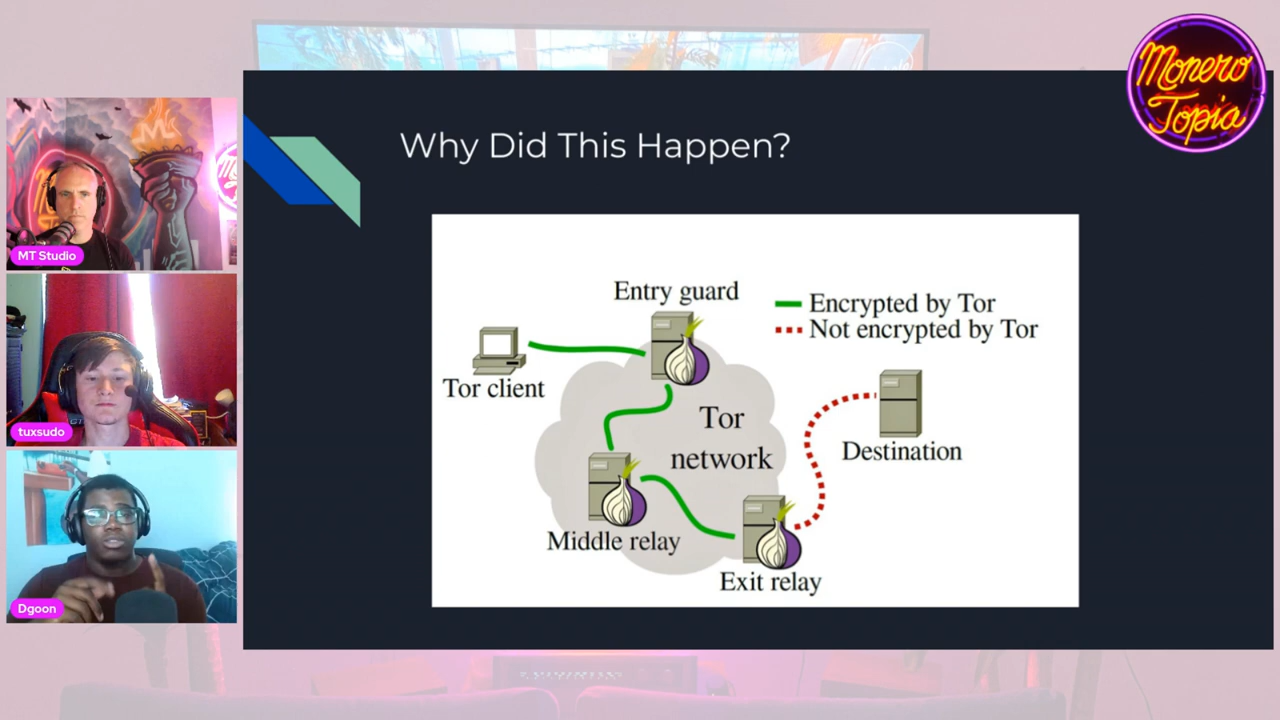 Monero
Topia
Why Did This Happen?
MT Studio
tuxsudo
Dgoon
Entry guard
Encrypted by Tor
Not encrypted by Tor
Tor client
Tor
network
Destination
Middle relay
Exit relay